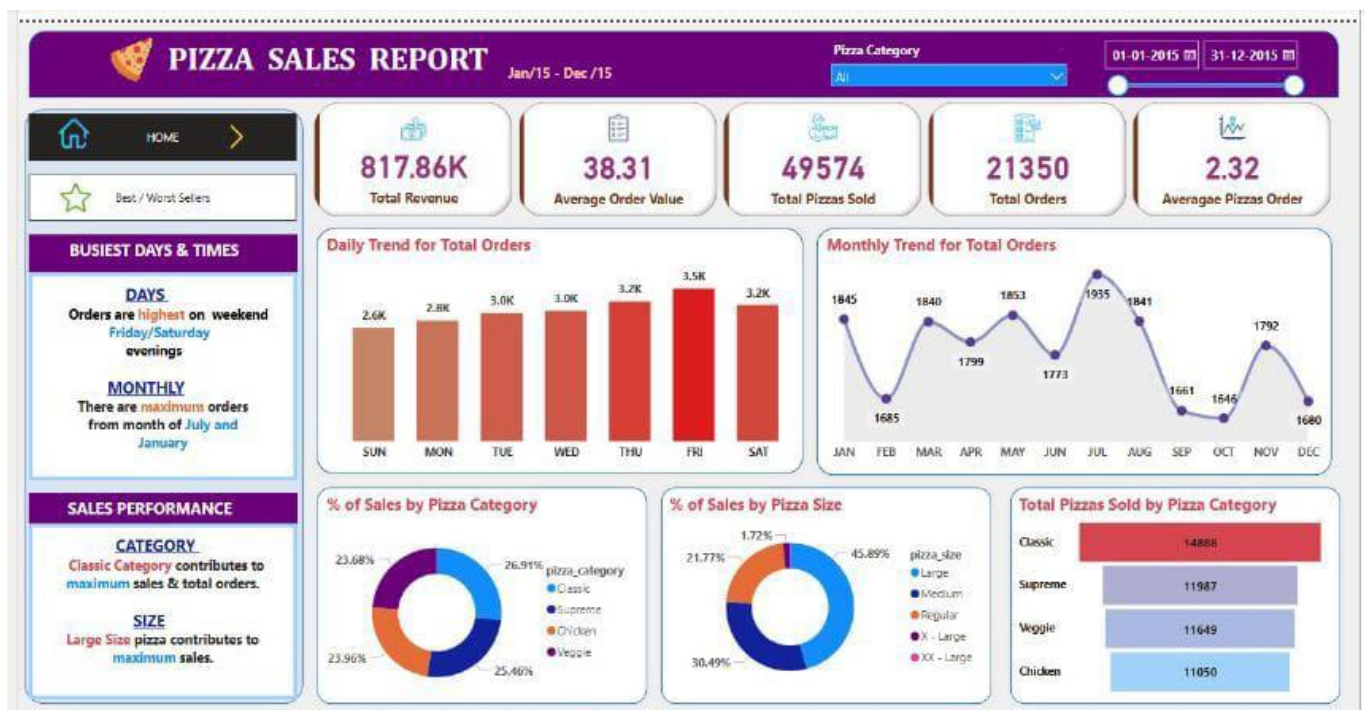 PIZZA SALES REPORT
Jan/15 - Dec /15
Pizza Category
All
01-01-2015
31-12-2015
HOME
Best / Worst Sellers
BUSIEST DAYS & TIMES
DAYS
Orders are highest on weekend
Friday/Saturday
evenings
MONTHLY
There are maximum orders
from month of July and
January
SALES PERFORMANCE
CATEGORY
Classic Category contributes to
maximum sales & total orders.
SIZE
Large Size pizza contributes to
maximum sales.
817.86K
Total Revenue
38.31
Average Order Value
49574
Total Pizzas Sold
21350
Total Orders
2.32
Averagae Pizzas Order
Daily Trend for Total Orders
2.6K
2.8K
3.0K
3.0K
3.2K
3.5K
3.2K
SUN MON TUE WED THU FRI SAT
Monthly Trend for Total Orders
1845
1685
1840
1799
1853
1773
1935
1841
1661
1646
1792
1680
JAN FEB MAR APR MAY JUN JUL AUG SEP OCT NOV DEC
% of Sales by Pizza Category
23.68%
26.91%
23.96%
25.46%
pizza_category
Classic
Supreme
Chicken
Veggie
% of Sales by Pizza Size
1.72%
21.77%
45.89%
30.49%
pizza_size
Large
Medium
Regular
X - Large
XX - Large
Total Pizzas Sold by Pizza Category
Classic 14888
Supreme 11987
Veggie 11649
Chicken 11050